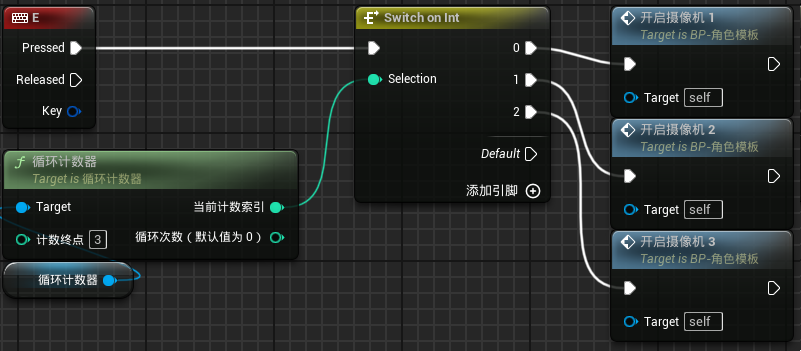 E
Pressed
Released
Key
Switch on Int
Selection
0
1
2
Default
添加引脚
开启摄像机 1
Target is BP-角色模板
Target self
开启摄像机 2
Target is BP-角色模板
Target self
开启摄像机 3
Target is BP-角色模板
Target self
f 循环计数器
Target is 循环计数器
Target
当前计数索引
计数终点 3
循环次数（默认值为 0）
循环计数器